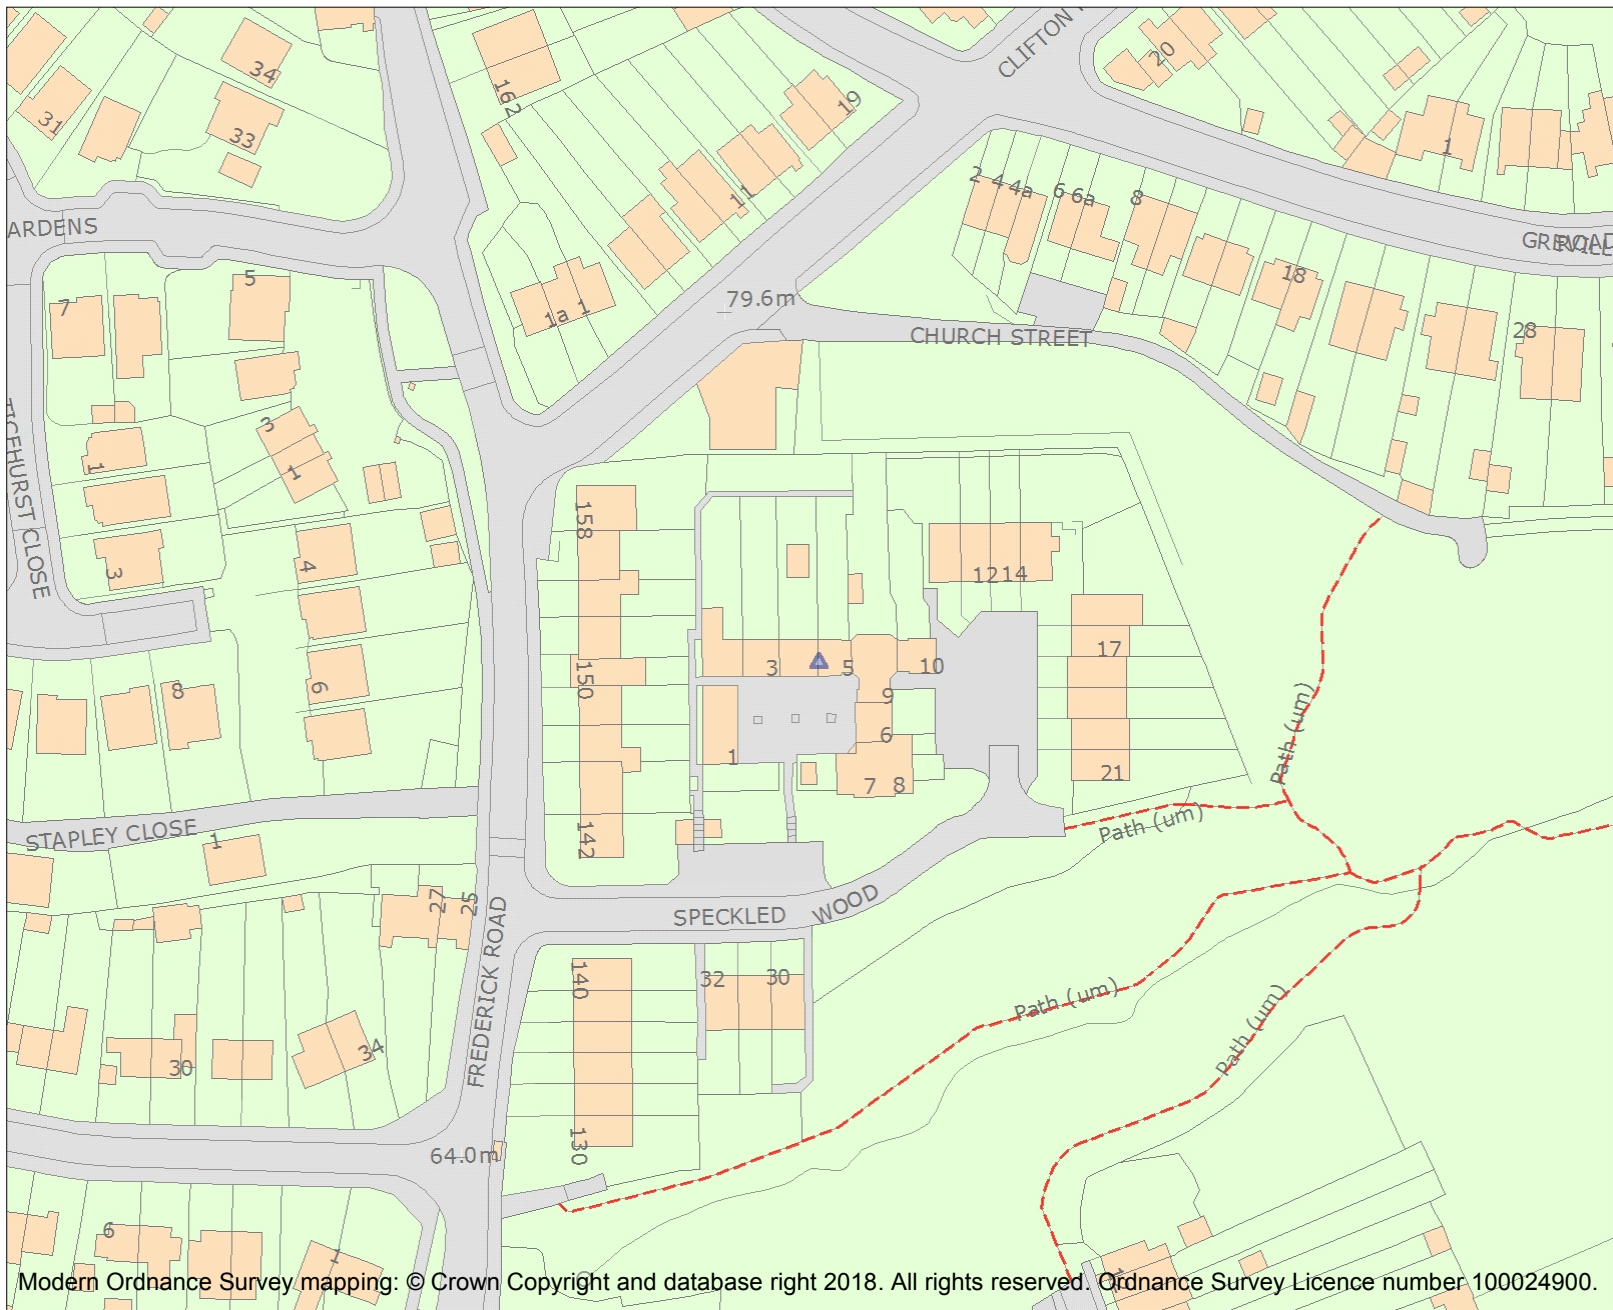 CLIFTON
20
34
31
33
162
19
11
1
2 4 4a
6 6a
8
ARDENS
GREVILLE
ROAD
7
5
1a 1
79.6m
18
CHURCH STREET
28
3
1
1
TICEHURST CLOSE
3
4
158
12 14
17
150
3
5
10
9
8
6
6
1
7
8
21
Path (um)
Path (um)
142
STAPLEY CLOSE
1
27
25
SPECKLED WOOD
FREDERICK ROAD
140
32
30
Path (um)
Path (um)
30
34
130
64.0m
6
1
Modern Ordnance Survey mapping: © Crown Copyright and database right 2018. All rights reserved. Ordnance Survey Licence number 100024900.